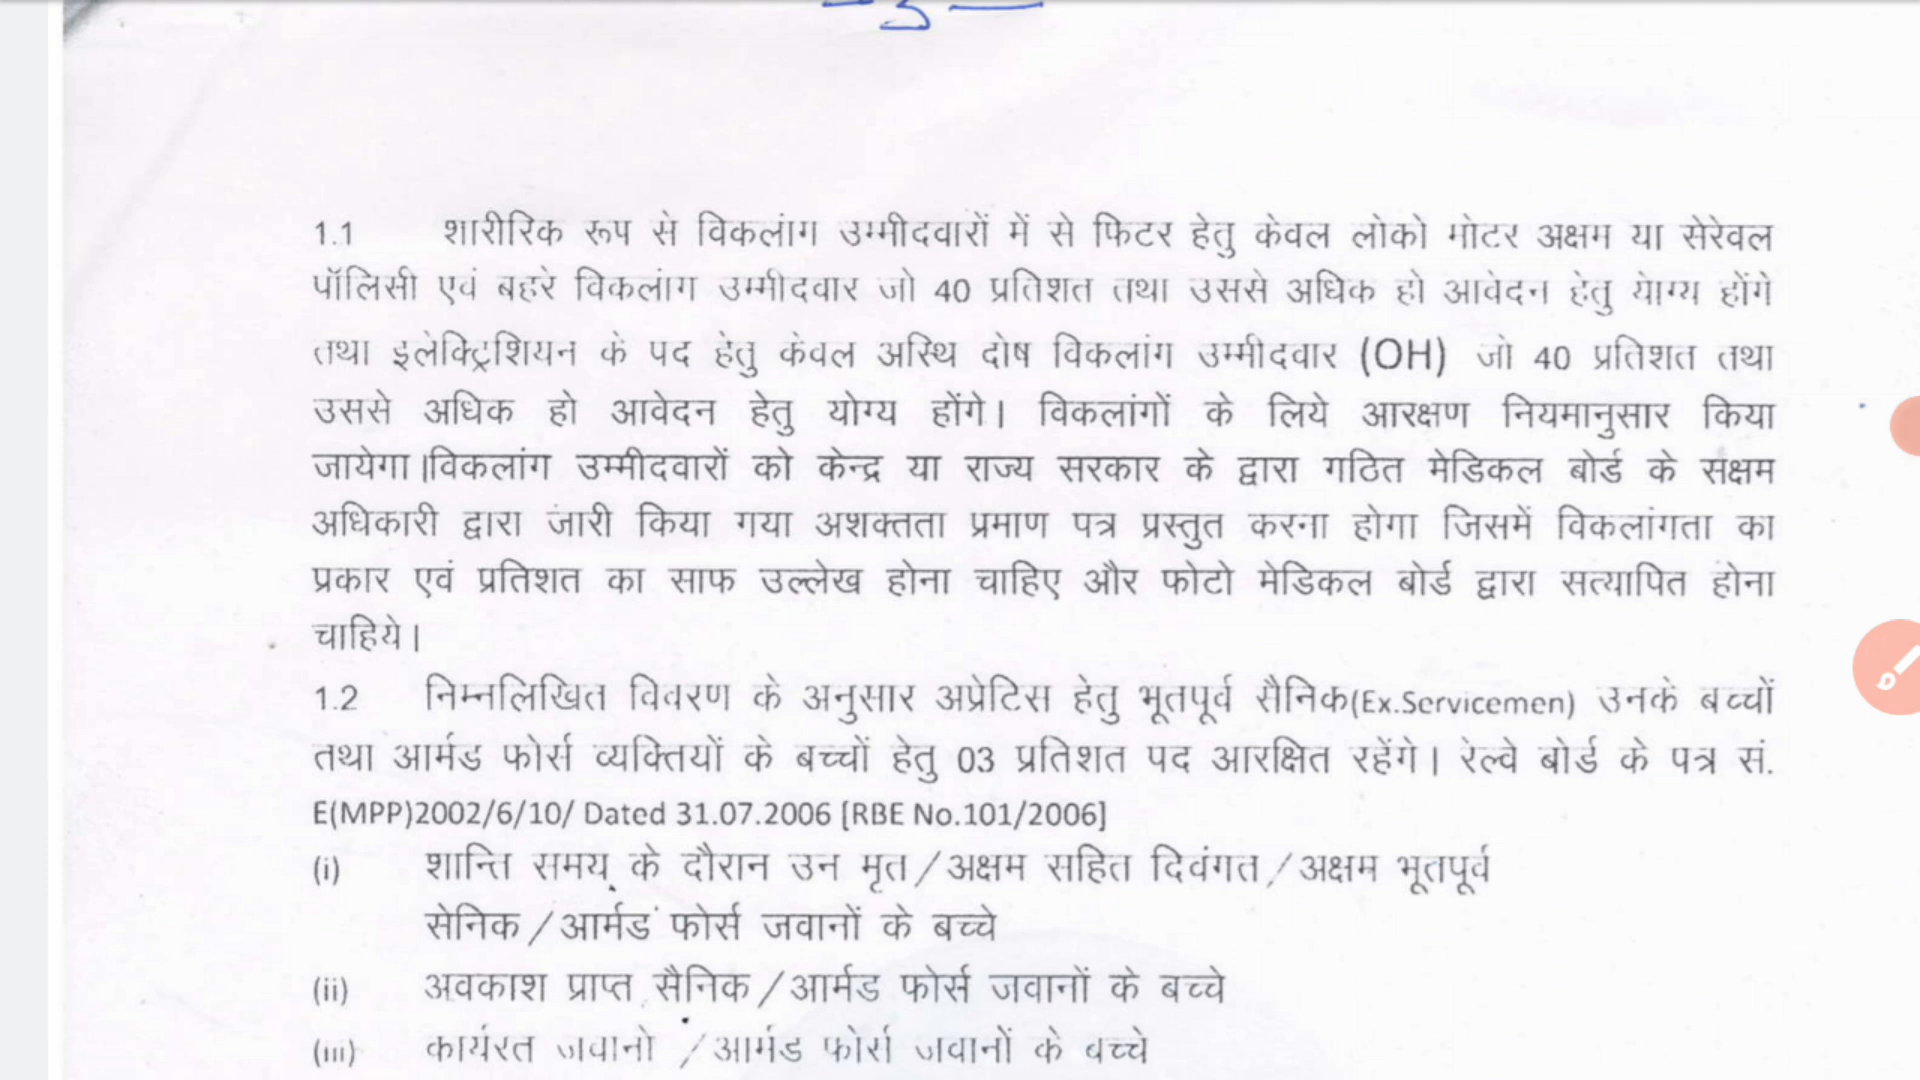 - 3 -
1.1 शारीरिक रूप से विकलांग उम्मीदवारों में से फिटर हेतु केवल लोको मोटर अक्षम या सेरेवल
पॉलिसी एवं बहरे विकलांग उम्मीदवार जो 40 प्रतिशत तथा उससे अधिक हो आवेदन हेतु योग्य होंगे
तथा इलेक्ट्रिशियन के पद हेतु केवल अस्थि दोष विकलांग उम्मीदवार (OH) जो 40 प्रतिशत तथा
उससे अधिक हो आवेदन हेतु योग्य होंगे। विकलांगों के लिये आरक्षण नियमानुसार किया
जायेगा।विकलांग उम्मीदवारों को केन्द्र या राज्य सरकार के द्वारा गठित मेडिकल बोर्ड के सक्षम
अधिकारी द्वारा जारी किया गया अशक्तता प्रमाण पत्र प्रस्तुत करना होगा जिसमें विकलांगता का
प्रकार एवं प्रतिशत का साफ उल्लेख होना चाहिए और फोटो मेडिकल बोर्ड द्वारा सत्यापित होना
चाहिये।
1.2 निम्नलिखित विवरण के अनुसार अप्रेटिस हेतु भूतपूर्व सैनिक(Ex.Servicemen) उनके बच्चों
तथा आर्मड फोर्स व्यक्तियों के बच्चों हेतु 03 प्रतिशत पद आरक्षित रहेंगे। रेल्वे बोर्ड के पत्र सं.
E(MPP)2002/6/10/ Dated 31.07.2006 [RBE No.101/2006]
(i) शान्ति समय के दौरान उन मृत/अक्षम सहित दिवंगत/अक्षम भूतपूर्व
सेनिक/आर्मड फोर्स जवानों के बच्चे
(ii) अवकाश प्राप्त सैनिक/आर्मड फोर्स जवानों के बच्चे
(iii) कार्यरत जवानो /आर्मड फोर्स जवानों के बच्चे